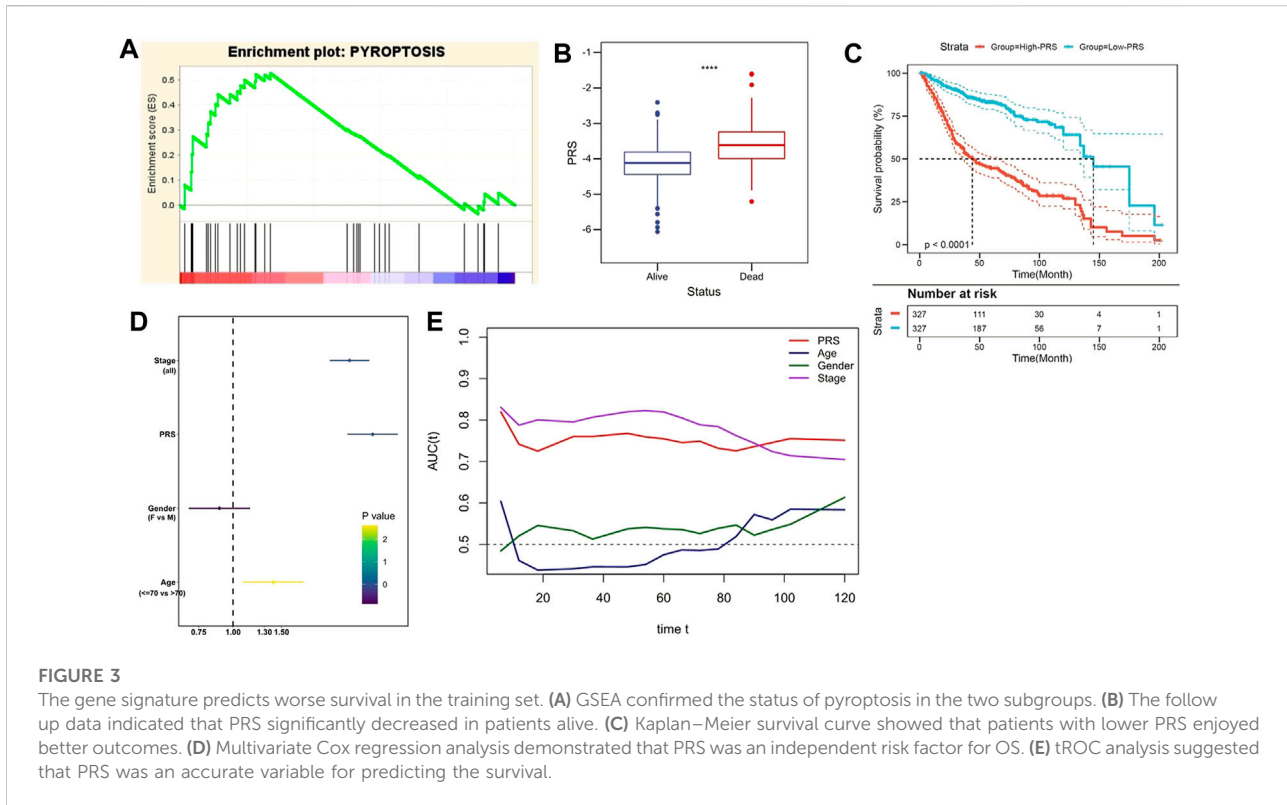 A
Enrichment plot: PYROPTOSIS
Enrichment score (ES)
0.5
0.4
0.3
0.2
0.1
0.0
B
PRS
-1
-2
-3
-4
-5
-6
****
Alive
Dead
Status
C
Strata
Group=High-PRS
Group=Low-PRS
Survival probability (%)
100
75
50
25
0
p < 0.0001
0
50
100
150
200
Time(Month)
Number at risk
Strata
327
111
30
4
1
327
187
56
7
1
0
50
100
150
200
Time(Month)
D
Stage
(all)
PRS
Gender
(F vs M)
Age
(<=70 vs >70)
0.75
1.00
1.30
1.50
P value
2
1
0
E
AUC(t)
1.0
0.9
0.8
0.7
0.6
0.5
PRS
Age
Gender
Stage
20
40
60
80
100
120
time t
FIGURE 3
The gene signature predicts worse survival in the training set. (A) GSEA confirmed the status of pyroptosis in the two subgroups. (B) The follow
up data indicated that PRS significantly decreased in patients alive. (C) Kaplan–Meier survival curve showed that patients with lower PRS enjoyed
better outcomes. (D) Multivariate Cox regression analysis demonstrated that PRS was an independent risk factor for OS. (E) tROC analysis suggested
that PRS was an accurate variable for predicting the survival.